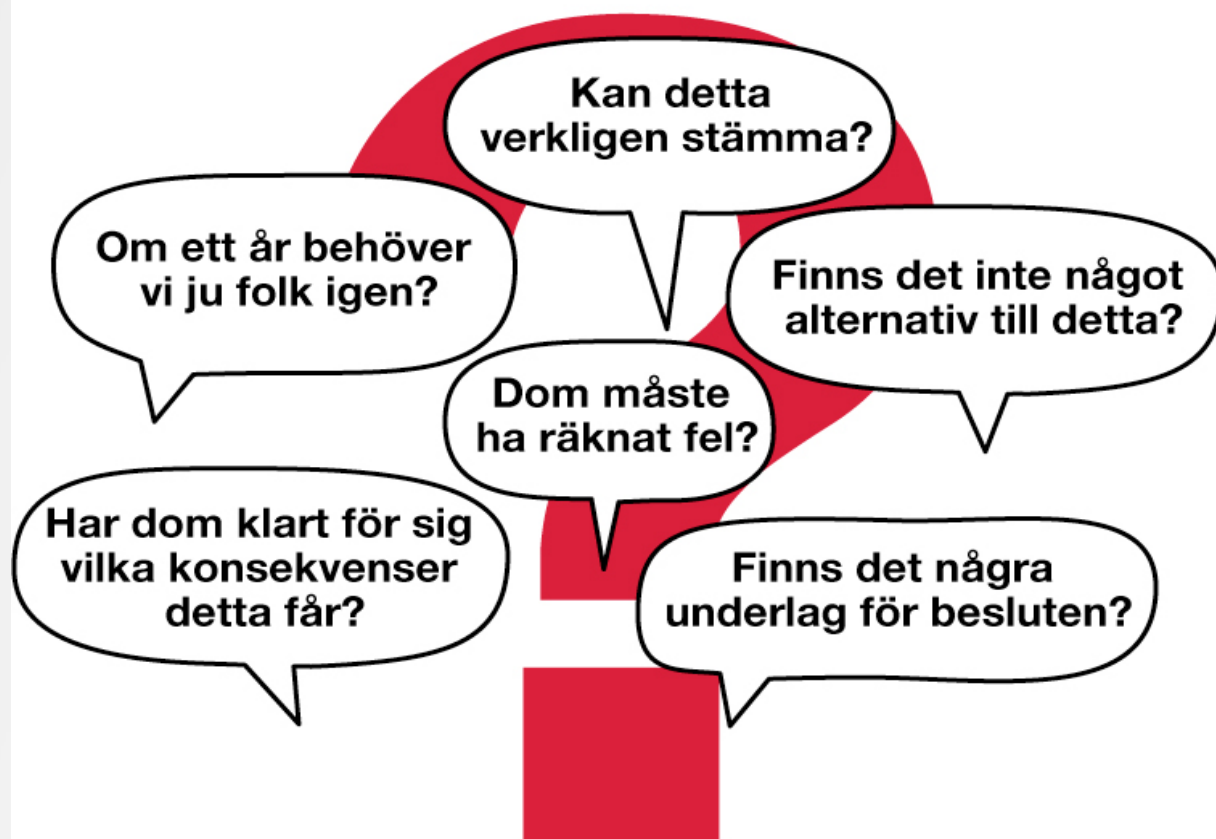 Kan detta
verkligen stämma?
Om ett år behöver
vi ju folk igen?
Finns det inte något
alternativ till detta?
Dom måste
ha räknat fel?
Har dom klart för sig
vilka konsekvenser
detta får?
Finns det några
underlag för besluten?